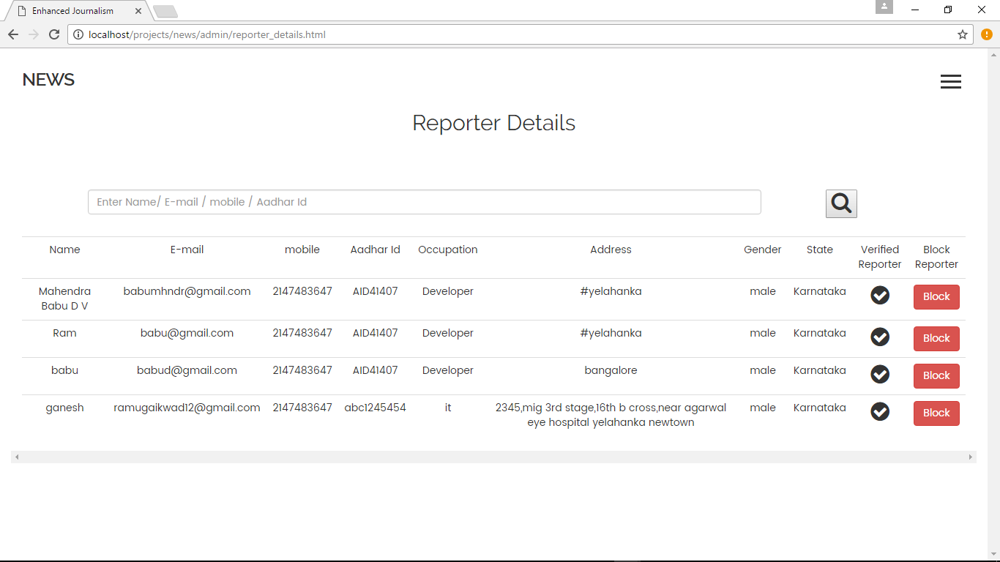 Enhanced Journalism
localhost/projects/news/admin/reporter_details.html
NEWS
Reporter Details
Enter Name/ E-mail / mobile / Aadhar Id
Name E-mail mobile Aadhar Id Occupation Address Gender State Verified Reporter Block Reporter
Mahendra Babu D V babumhndr@gmail.com 2147483647 AID41407 Developer #yelahanka male Karnataka Block
Ram babu@gmail.com 2147483647 AID41407 Developer #yelahanka male Karnataka Block
babu babud@gmail.com 2147483647 AID41407 Developer bangalore male Karnataka Block
ganesh ramugaikwad12@gmail.com 2147483647 abc1245454 it 2345,mig 3rd stage,16th b cross,near agarwal eye hospital yelahanka newtown male Karnataka Block